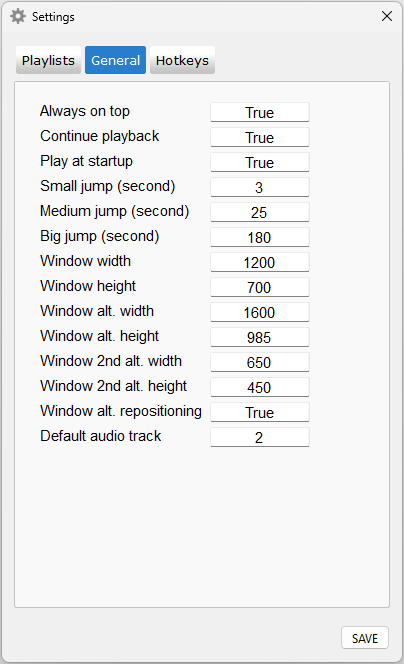 Settings
Playlists General Hotkeys
Always on top True
Continue playback True
Play at startup True
Small jump (second) 3
Medium jump (second) 25
Big jump (second) 180
Window width 1200
Window height 700
Window alt. width 1600
Window alt. height 985
Window 2nd alt. width 650
Window 2nd alt. height 450
Window alt. repositioning True
Default audio track 2
SAVE